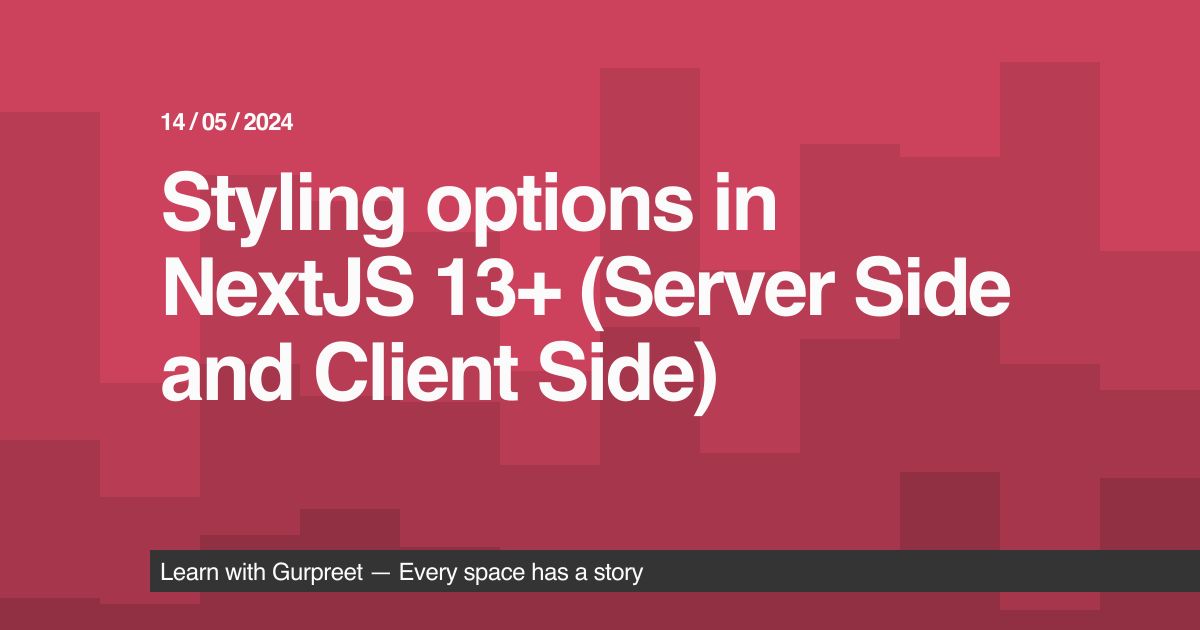 14 / 05 / 2024
Styling options in
NextJS 13+ (Server Side
and Client Side)
Learn with Gurpreet — Every space has a story